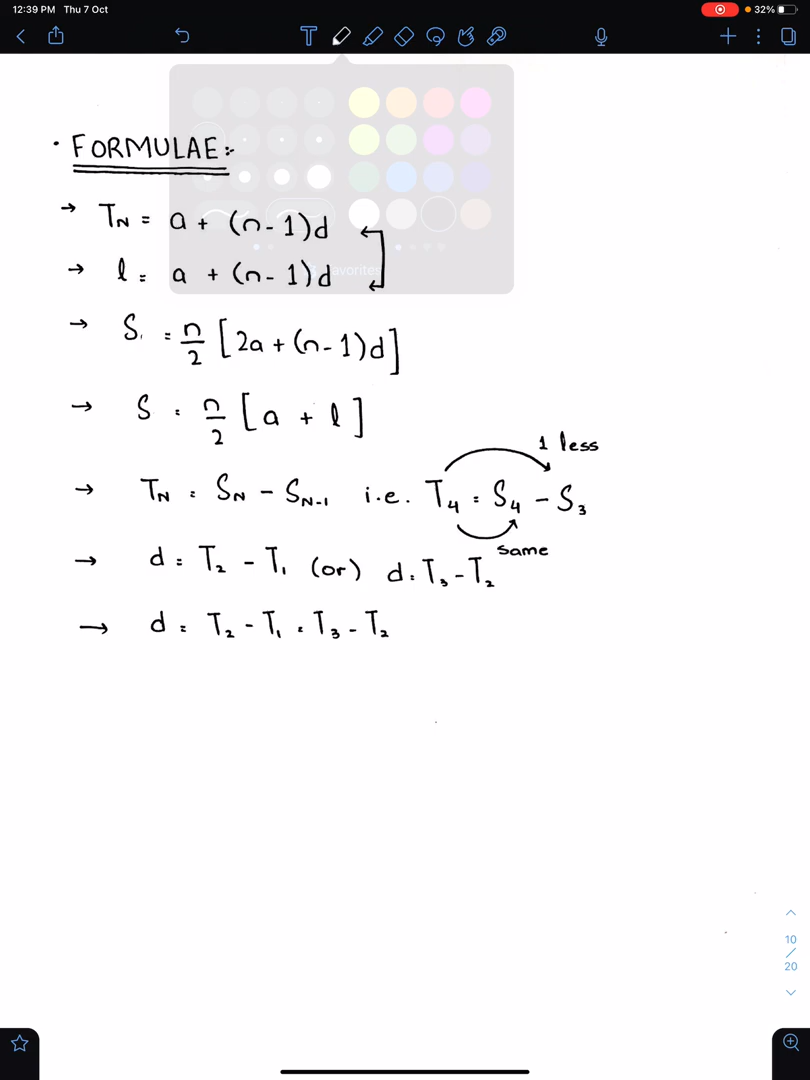 12:39 PM Thu 7 Oct
32%
T
· FORMULAE:-
→ TN = a + (n-1)d
→ l = a + (n-1)d
→ S = n/2 [2a + (n-1)d]
→ S = n/2 [a + l]
1 less
→ TN = SN - SN-1 i.e. T4 = S4 - S3
same
→ d = T2 - T1 (or) d = T3 - T2
→ d = T2 - T1 = T3 - T2
10
/
20